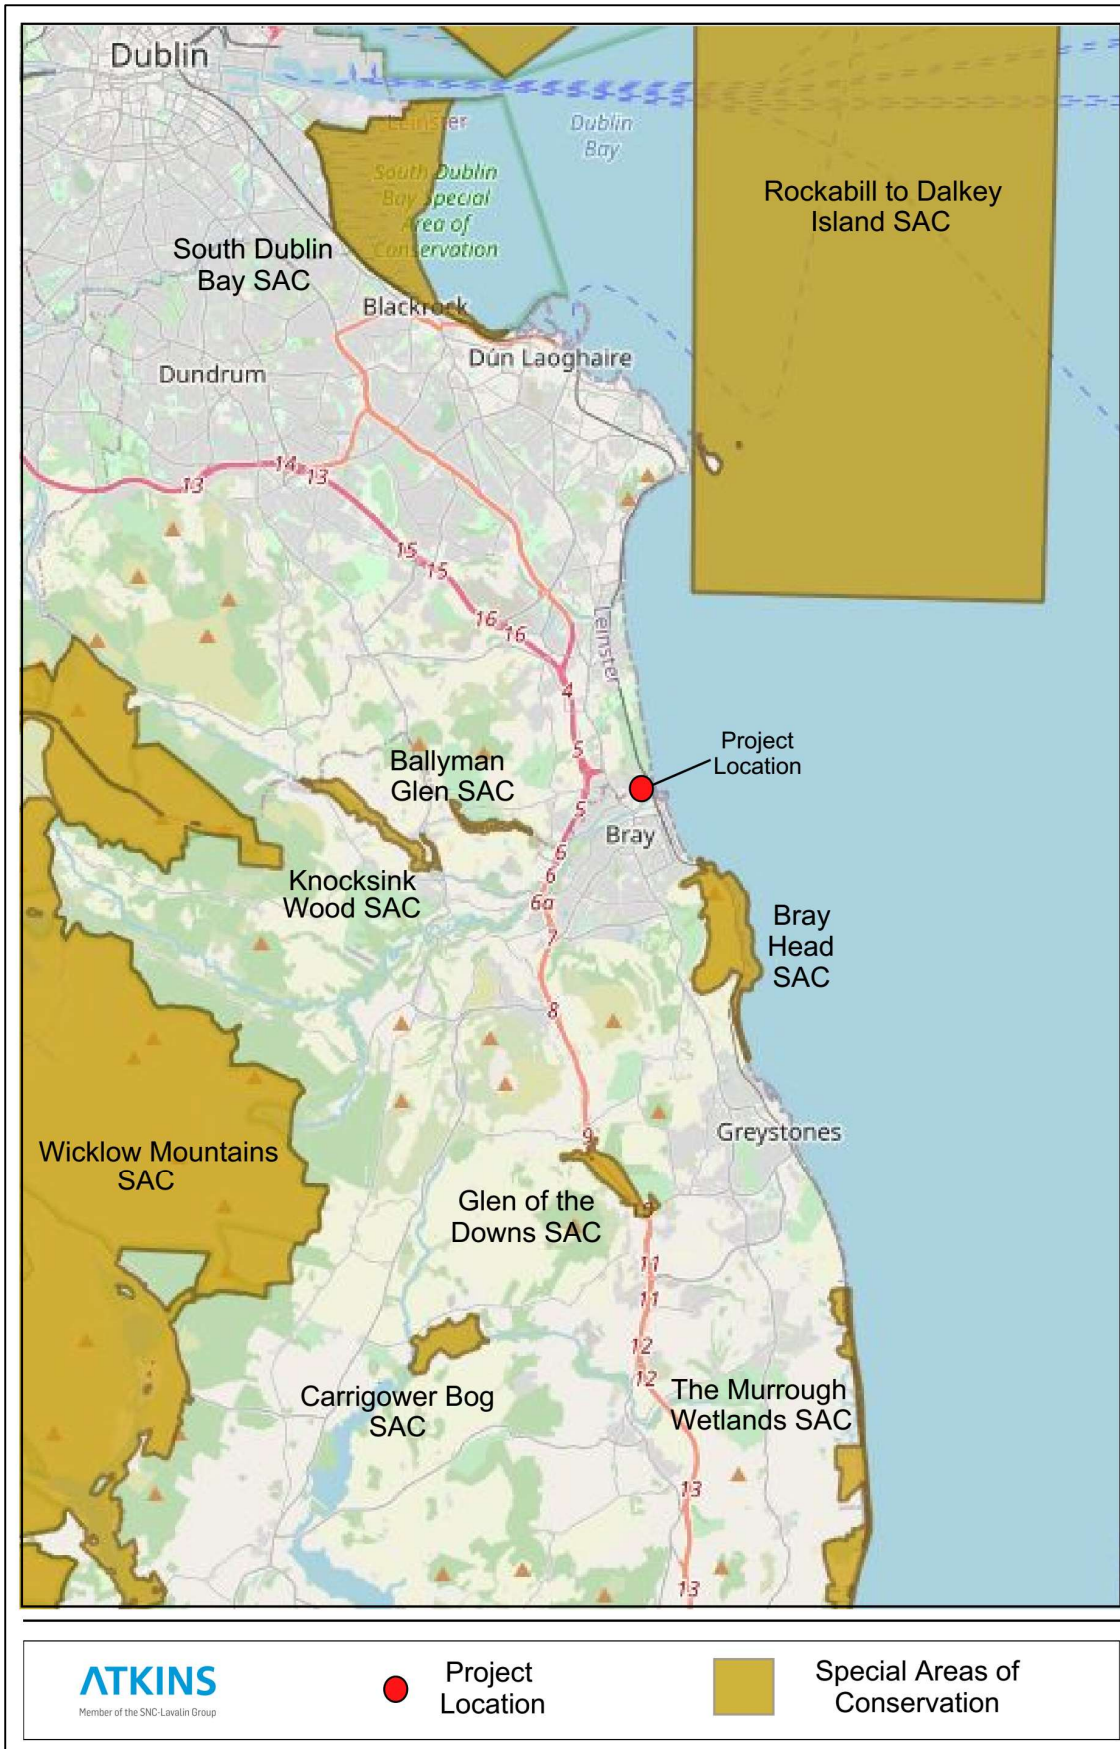 Dublin
Leinster
Dublin
Bay
South Dublin
Bay Special
Area of
Conservation
Rockabill to Dalkey
Island SAC
South Dublin
Bay SAC
Blackrock
Dún Laoghaire
Dundrum
14
13
13
15
15
16
16
Leinster
4
5
Project
Location
Ballyman
Glen SAC
5
Bray
6
6
6a
Knocksink
Wood SAC
7
Bray
Head
SAC
8
9
Greystones
Wicklow Mountains
SAC
Glen of the
Downs SAC
9
11
11
12
12
Carrigower Bog
SAC
The Murrough
Wetlands SAC
13
13
ATKINS
Member of the SNC-Lavalin Group
Project
Location
Special Areas of
Conservation